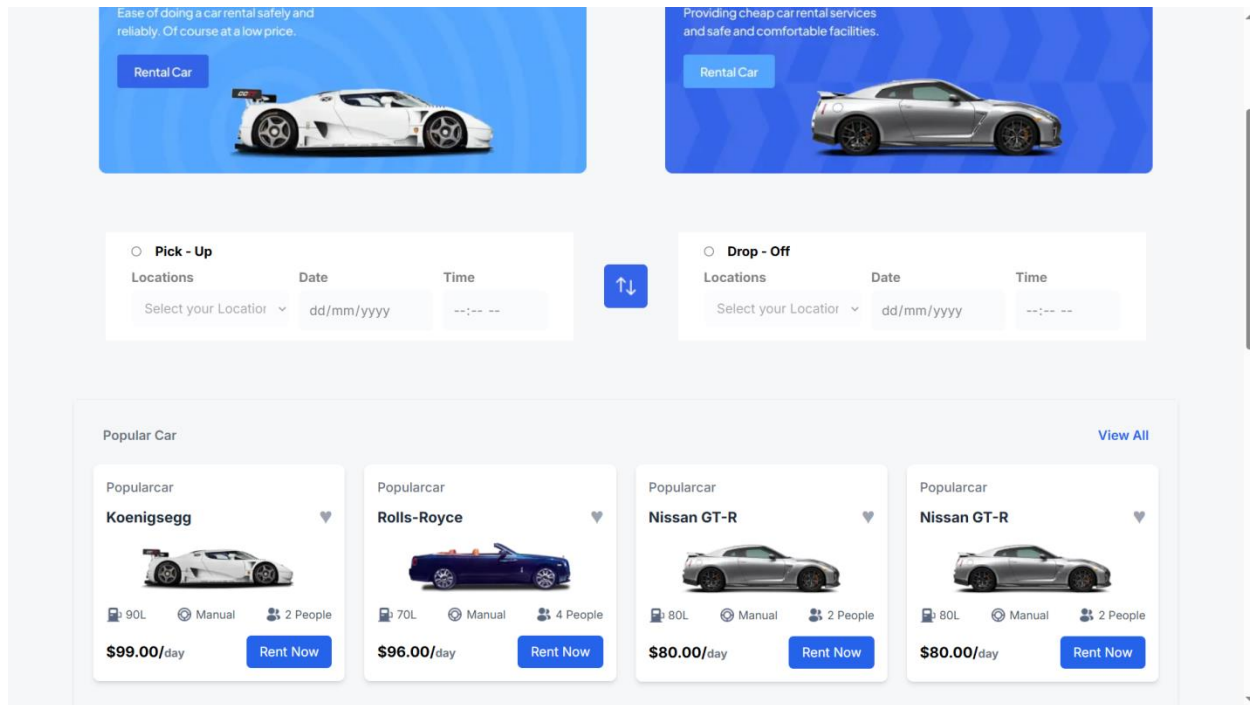 Ease of doing a car rental safely and
reliably. Of course at a low price.
Rental Car
Providing cheap car rental services
and safe and comfortable facilities.
Rental Car
Pick - Up
Locations Date Time
Select your Location dd/mm/yyyy --:-- --
Drop - Off
Locations Date Time
Select your Location dd/mm/yyyy --:-- --
Popular Car View All
Popularcar
Koenigsegg
90L Manual 2 People
$99.00/day Rent Now
Popularcar
Rolls-Royce
70L Manual 4 People
$96.00/day Rent Now
Popularcar
Nissan GT-R
80L Manual 2 People
$80.00/day Rent Now
Popularcar
Nissan GT-R
80L Manual 2 People
$80.00/day Rent Now